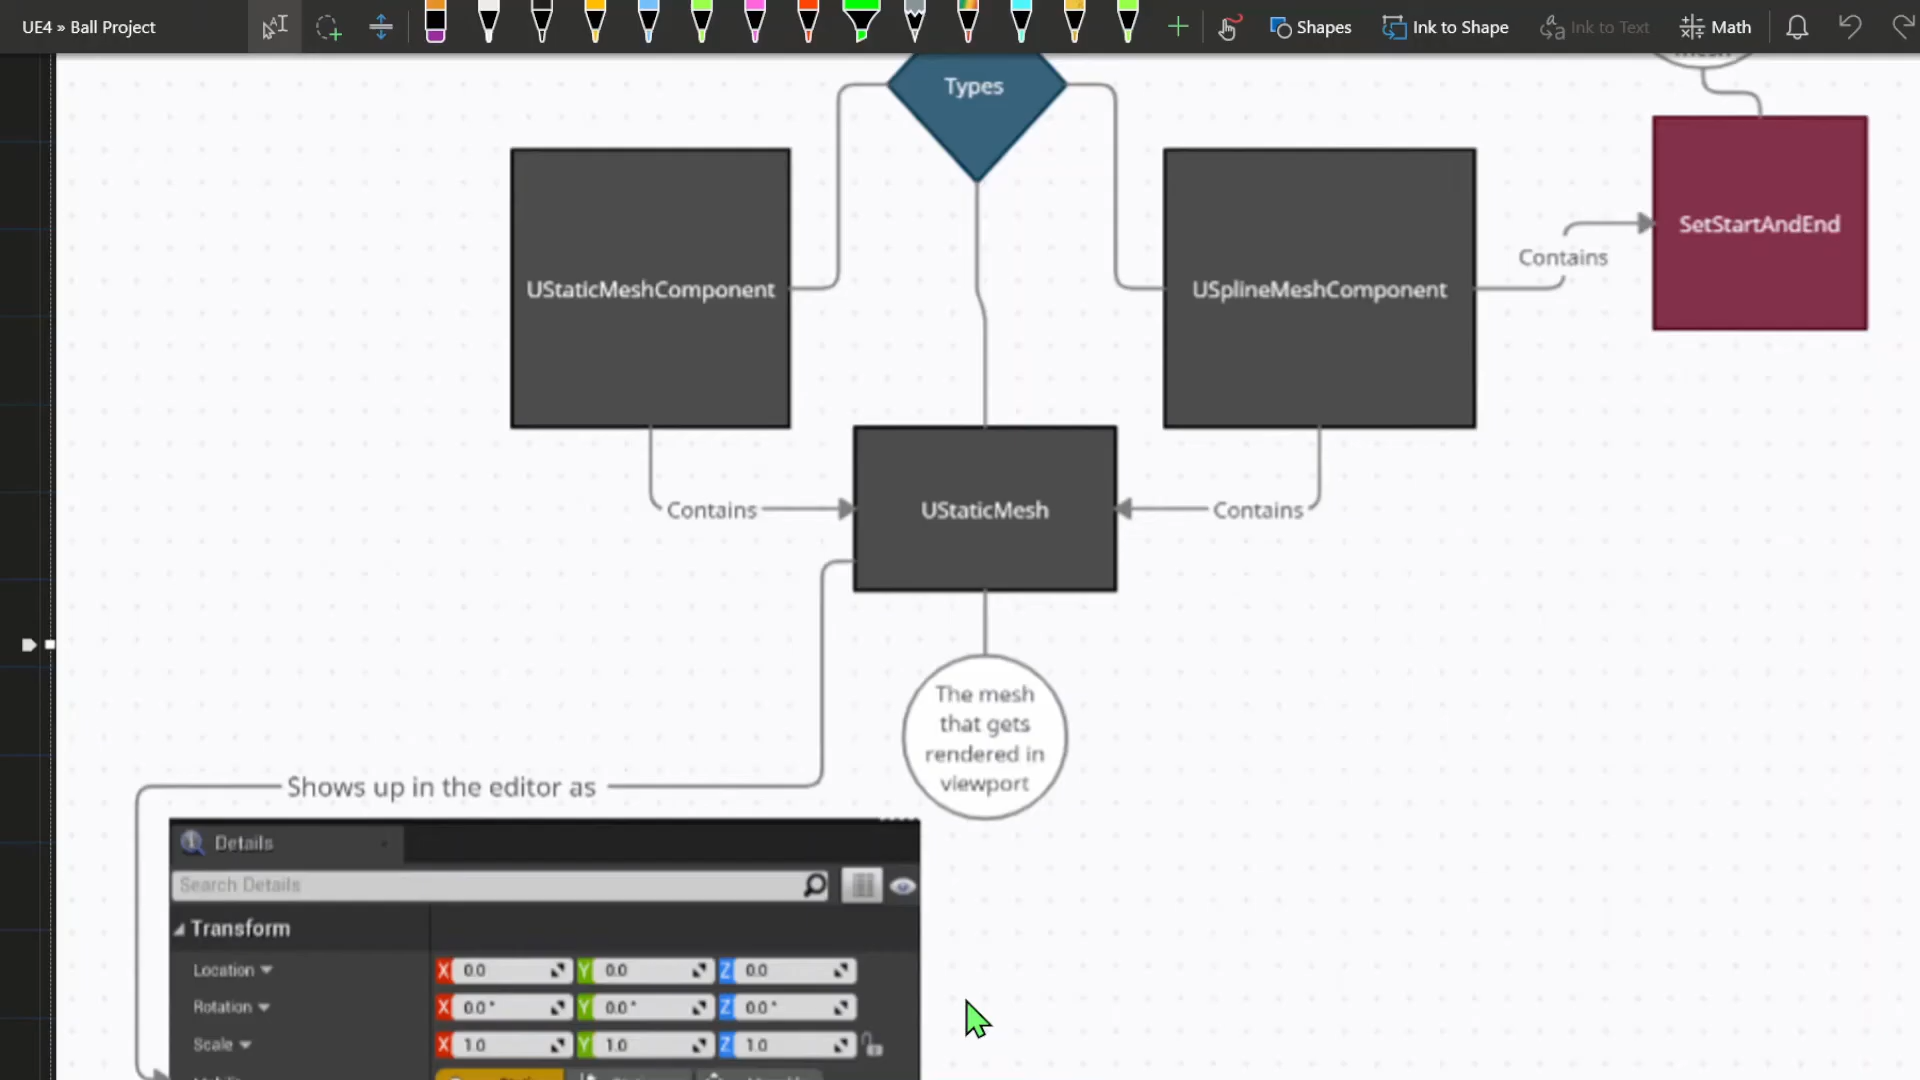 UE4 » Ball Project
Shapes
Ink to Shape
Ink to Text
Math
Types
UStaticMeshComponent
USplineMeshComponent
Contains
SetStartAndEnd
Contains
UStaticMesh
Contains
The mesh
that gets
rendered in
viewport
Shows up in the editor as
Details
Search Details
Transform
Location
X 0.0 Y 0.0 Z 0.0
Rotation
X 0.0 ° Y 0.0 ° Z 0.0 °
Scale
X 1.0 Y 1.0 Z 1.0